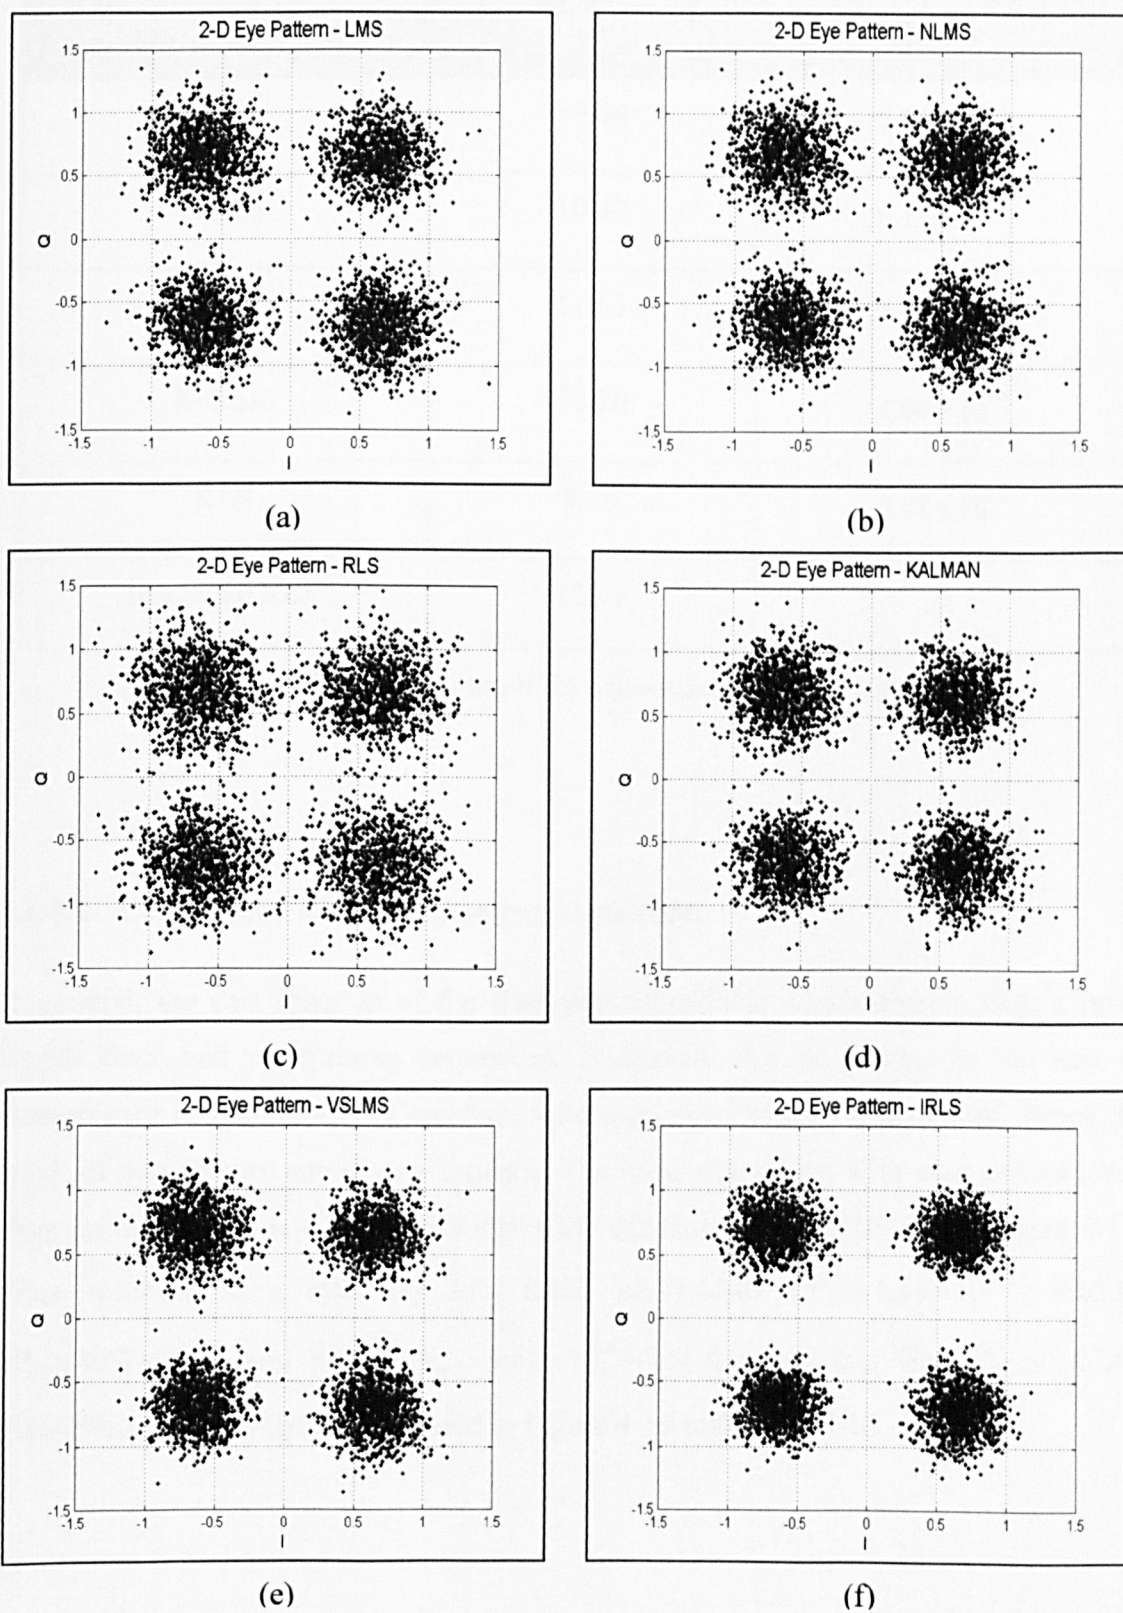 2-D Eye Pattern - LMS
1.5
1
0.5
0
-0.5
-1
-1.5
Q
-1.5 -1 -0.5 0 0.5 1 1.5
I
(a)
2-D Eye Pattern - NLMS
1.5
1
0.5
0
-0.5
-1
-1.5
Q
-1.5 -1 -0.5 0 0.5 1 1.5
I
(b)
2-D Eye Pattern - RLS
1.5
1
0.5
0
-0.5
-1
-1.5
Q
-1.5 -1 -0.5 0 0.5 1 1.5
I
(c)
2-D Eye Pattern - KALMAN
1.5
1
0.5
0
-0.5
-1
-1.5
Q
-1.5 -1 -0.5 0 0.5 1 1.5
I
(d)
2-D Eye Pattern - VSLMS
1.5
1
0.5
0
-0.5
-1
-1.5
Q
-1.5 -1 -0.5 0 0.5 1 1.5
I
(e)
2-D Eye Pattern - IRLS
1.5
1
0.5
0
-0.5
-1
-1.5
Q
-1.5 -1 -0.5 0 0.5 1 1.5
I
(f)